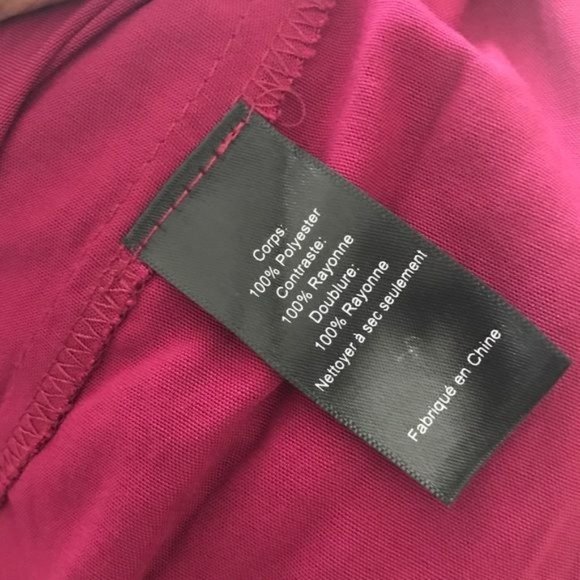 Corps:
100% Polyester
Contraste:
100% Rayonne
Doublure:
100% Rayonne
Nettoyer à sec seulement
Fabriqué en Chine